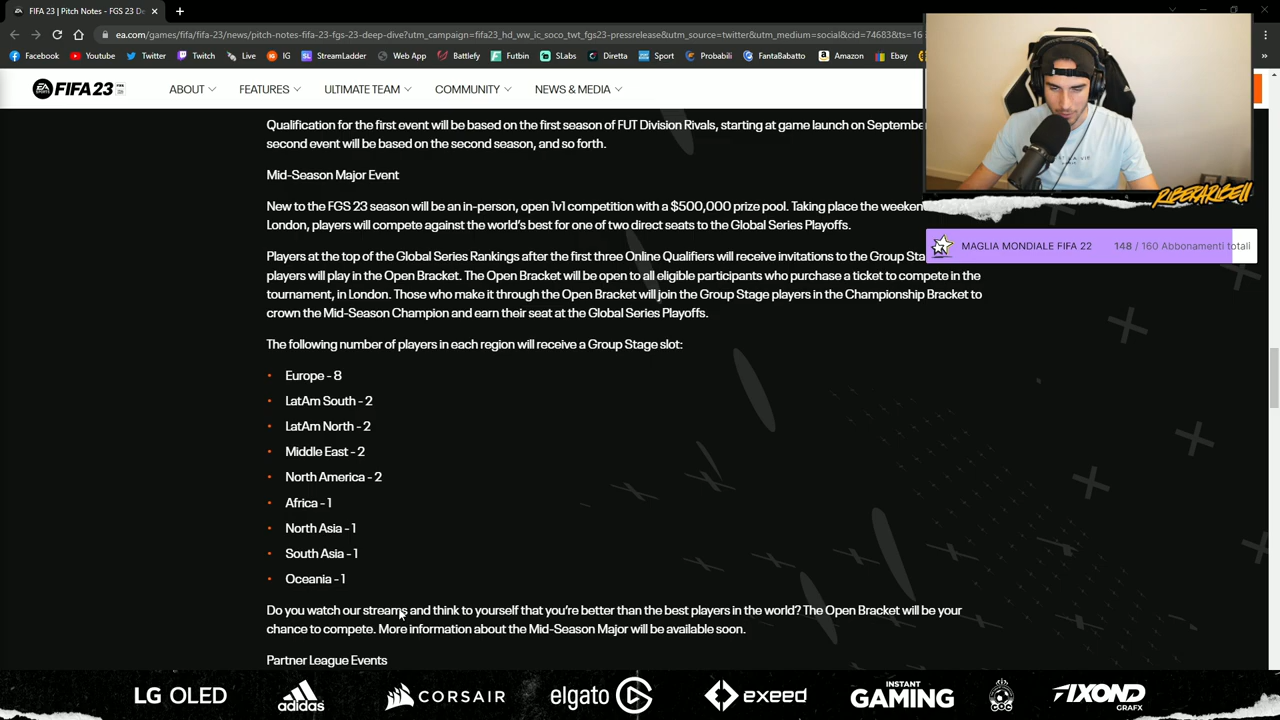 FIFA 23 | Pitch Notes - FGS 23 De
ea.com/games/fifa/fifa-23/news/pitch-notes-fifa-23-fgs-23-deep-dive?utm_campaign=fifa23_hd_ww_ic_soco_twt_fgs23-pressrelease&utm_source=twitter&utm_medium=social&cid=74683&ts=16
Facebook Youtube Twitter Twitch Live IG StreamLadder Web App Battlefy Futbin SLabs Diretta Sport Probabili FantaBabatto Amazon Ebay
EA SPORTS FIFA 23 ABOUT FEATURES ULTIMATE TEAM COMMUNITY NEWS & MEDIA
Qualification for the first event will be based on the first season of FUT Division Rivals, starting at game launch on September
second event will be based on the second season, and so forth.
Mid-Season Major Event
New to the FGS 23 season will be an in-person, open 1v1 competition with a $500,000 prize pool. Taking place the weeken
London, players will compete against the world's best for one of two direct seats to the Global Series Playoffs.
RIBERARIBELL
MAGLIA MONDIALE FIFA 22 148 / 160 Abbonamenti totali
Players at the top of the Global Series Rankings after the first three Online Qualifiers will receive invitations to the Group Sta
players will play in the Open Bracket. The Open Bracket will be open to all eligible participants who purchase a ticket to compete in the
tournament, in London. Those who make it through the Open Bracket will join the Group Stage players in the Championship Bracket to
crown the Mid-Season Champion and earn their seat at the Global Series Playoffs.
The following number of players in each region will receive a Group Stage slot:
Europe - 8
LatAm South - 2
LatAm North - 2
Middle East - 2
North America - 2
Africa - 1
North Asia - 1
South Asia - 1
Oceania - 1
Do you watch our streams and think to yourself that you're better than the best players in the world? The Open Bracket will be your
chance to compete. More information about the Mid-Season Major will be available soon.
Partner League Events
LG OLED adidas CORSAIR elgato exeed INSTANT GAMING FIXOND GRAFX